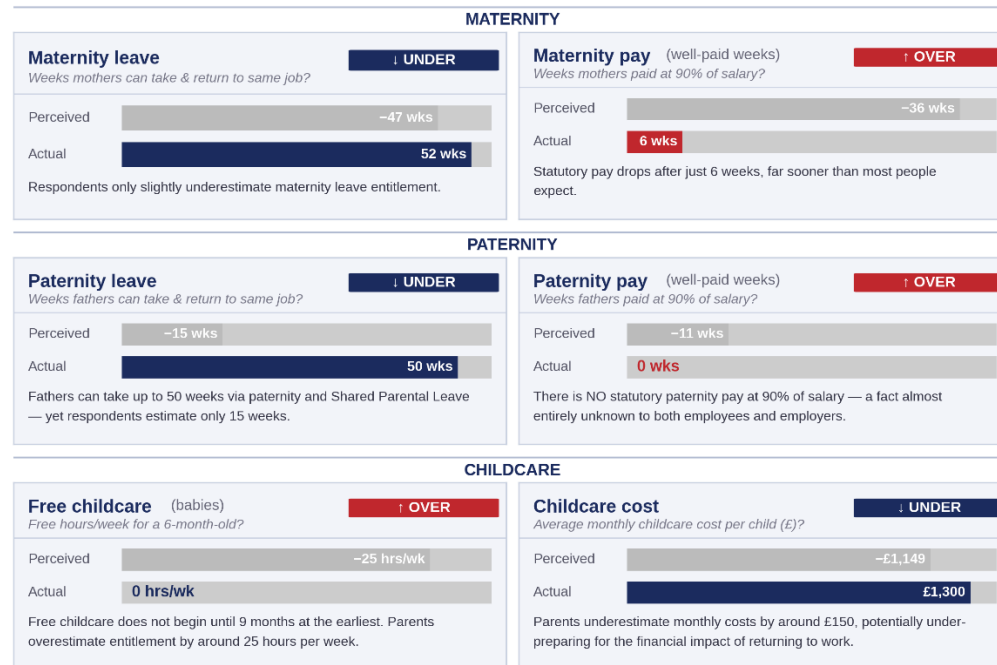 MATERNITY
Maternity leave
↓ UNDER
Weeks mothers can take & return to same job?
Perceived
~47 wks
Actual
52 wks
Respondents only slightly underestimate maternity leave entitlement.
Maternity pay (well-paid weeks)
↑ OVER
Weeks mothers paid at 90% of salary?
Perceived
~36 wks
Actual
6 wks
Statutory pay drops after just 6 weeks, far sooner than most people
expect.
PATERNITY
Paternity leave
↓ UNDER
Weeks fathers can take & return to same job?
Perceived
~15 wks
Actual
50 wks
Fathers can take up to 50 weeks via paternity and Shared Parental Leave
— yet respondents estimate only 15 weeks.
Paternity pay (well-paid weeks)
↑ OVER
Weeks fathers paid at 90% of salary?
Perceived
~11 wks
Actual
0 wks
There is NO statutory paternity pay at 90% of salary — a fact almost
entirely unknown to both employees and employers.
CHILDCARE
Free childcare (babies)
↑ OVER
Free hours/week for a 6-month-old?
Perceived
~25 hrs/wk
Actual
0 hrs/wk
Free childcare does not begin until 9 months at the earliest. Parents
overestimate entitlement by around 25 hours per week.
Childcare cost
↓ UNDER
Average monthly childcare cost per child (£)?
Perceived
~£1,149
Actual
£1,300
Parents underestimate monthly costs by around £150, potentially under-
preparing for the financial impact of returning to work.